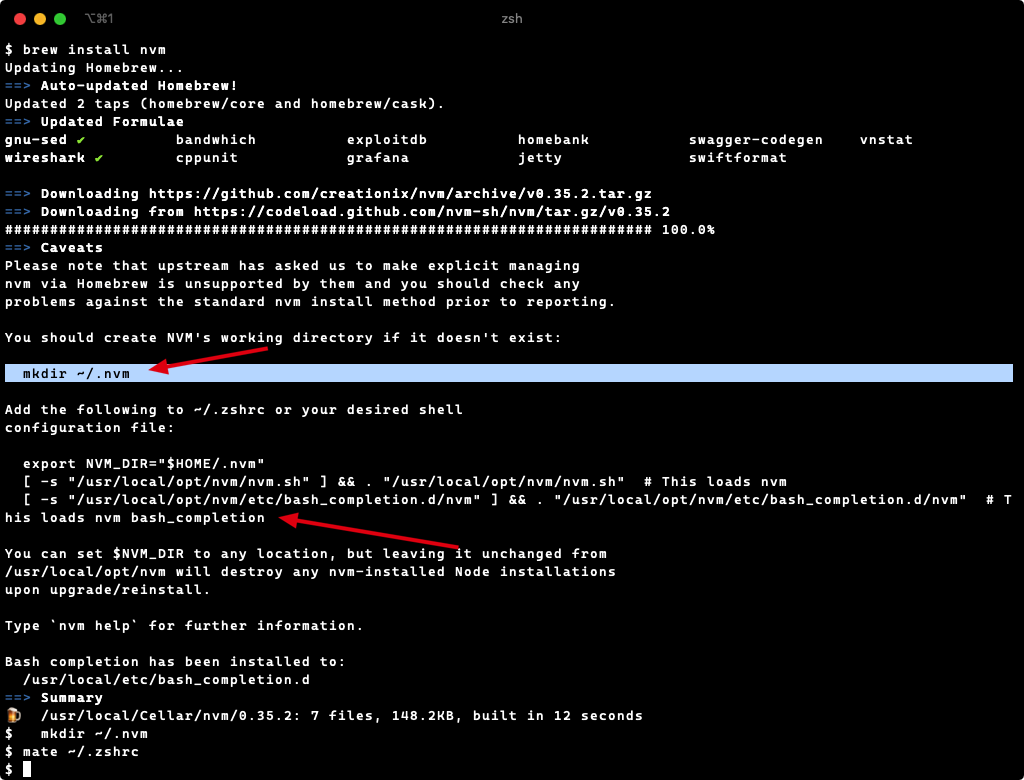 ⌥⌘1 zsh
$ brew install nvm
Updating Homebrew...
==> Auto-updated Homebrew!
Updated 2 taps (homebrew/core and homebrew/cask).
==> Updated Formulae
gnu-sed ✔ bandwhich exploitdb homebank swagger-codegen vnstat
wireshark ✔ cppunit grafana jetty swiftformat
==> Downloading https://github.com/creationix/nvm/archive/v0.35.2.tar.gz
==> Downloading from https://codeload.github.com/nvm-sh/nvm/tar.gz/v0.35.2
######################################################################## 100.0%
==> Caveats
Please note that upstream has asked us to make explicit managing
nvm via Homebrew is unsupported by them and you should check any
problems against the standard nvm install method prior to reporting.
You should create NVM's working directory if it doesn't exist:
mkdir ~/.nvm
Add the following to ~/.zshrc or your desired shell
configuration file:
export NVM_DIR="$HOME/.nvm"
[ -s "/usr/local/opt/nvm/nvm.sh" ] && . "/usr/local/opt/nvm/nvm.sh"  # This loads nvm
[ -s "/usr/local/opt/nvm/etc/bash_completion.d/nvm" ] && . "/usr/local/opt/nvm/etc/bash_completion.d/nvm"  # T
his loads nvm bash_completion
You can set $NVM_DIR to any location, but leaving it unchanged from
/usr/local/opt/nvm will destroy any nvm-installed Node installations
upon upgrade/reinstall.
Type `nvm help` for further information.
Bash completion has been installed to:
/usr/local/etc/bash_completion.d
==> Summary
🍺 /usr/local/Cellar/nvm/0.35.2: 7 files, 148.2KB, built in 12 seconds
$   mkdir ~/.nvm
$ mate ~/.zshrc
$